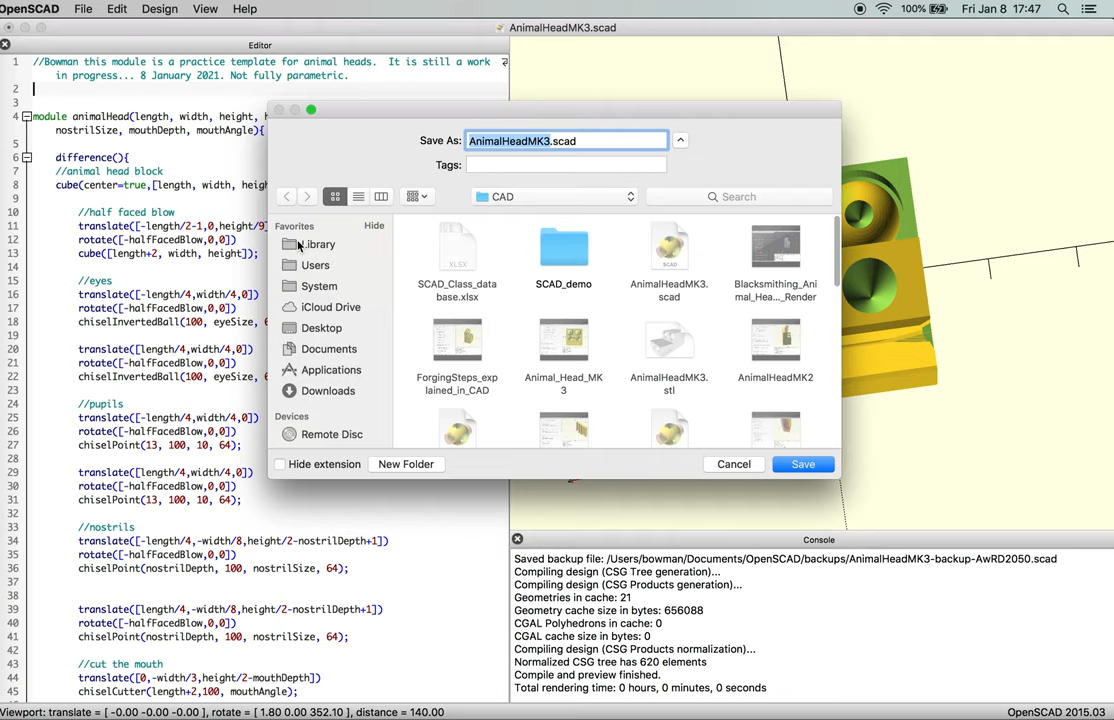 OpenSCAD File Edit Design View Help 100% Fri Jan 8 17:47
AnimalHeadMK3.scad
Editor
1 //Bowman this module is a practice template for animal heads. It is still a work
in progress... 8 January 2021. Not fully parametric.
2
3
4 module animalHead(length, width, height, h
nostrilSize, mouthDepth, mouthAngle){
5
6 difference(){
7 //animal head block
8 cube(center=true,[length, width, heigh
9
10 //half faced blow
11 translate([-length/2-1,0,height/9]
12 rotate([-halfFacedBlow,0,0])
13 cube([length+2, width, height]);
14
15 //eyes
16 translate([-length/4,width/4,0])
17 rotate([-halfFacedBlow,0,0])
18 chiselInvertedBall(100, eyeSize, 6
19
20 translate([length/4,width/4,0])
21 rotate([-halfFacedBlow,0,0])
22 chiselInvertedBall(100, eyeSize, 6
23
24 //pupils
25 translate([-length/4,width/4,0])
26 rotate([-halfFacedBlow,0,0])
27 chiselPoint(13, 100, 10, 64);
28
29 translate([length/4,width/4,0])
30 rotate([-halfFacedBlow,0,0])
31 chiselPoint(13, 100, 10, 64);
32
33 //nostrils
34 translate([-length/4,-width/8,height/2-nostrilDepth+1])
35 rotate([-halfFacedBlow,0,0])
36 chiselPoint(nostrilDepth, 100, nostrilSize, 64);
37
38
39 translate([length/4,-width/8,height/2-nostrilDepth+1])
40 rotate([-halfFacedBlow,0,0])
41 chiselPoint(nostrilDepth, 100, nostrilSize, 64);
42
43 //cut the mouth
44 translate([0,-width/3,height/2-mouthDepth])
45 chiselCutter(length+2,100, mouthAngle);
Save As: AnimalHeadMK3.scad
Tags:
CAD Search
Favorites Hide
Library
Users
System
iCloud Drive
Desktop
Documents
Applications
Downloads
Devices
Remote Disc
XLSX
SCAD
SCAD_Class_data
base.xlsx
SCAD_demo
AnimalHeadMK3.
scad
Blacksmithing_Ani
mal_Hea..._Render
ForgingSteps_exp
lained_in_CAD
Animal_Head_MK
3
AnimalHeadMK3.
stl
AnimalHeadMK2
Hide extension New Folder Cancel Save
Console
Saved backup file: /Users/bowman/Documents/OpenSCAD/backups/AnimalHeadMK3-backup-AwRD2050.scad
Compiling design (CSG Tree generation)...
Compiling design (CSG Products generation)...
Geometries in cache: 21
Geometry cache size in bytes: 656088
CGAL Polyhedrons in cache: 0
CGAL cache size in bytes: 0
Compiling design (CSG Products normalization)...
Normalized CSG tree has 620 elements
Compile and preview finished.
Total rendering time: 0 hours, 0 minutes, 0 seconds
Viewport: translate = [ -0.00 -0.00 -0.00 ], rotate = [ 1.80 0.00 352.10 ], distance = 140.00 OpenSCAD 2015.03